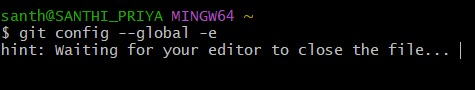 santh@SANTHI_PRIYA MINGW64 ~
$ git config --global -e
hint: Waiting for your editor to close the file...